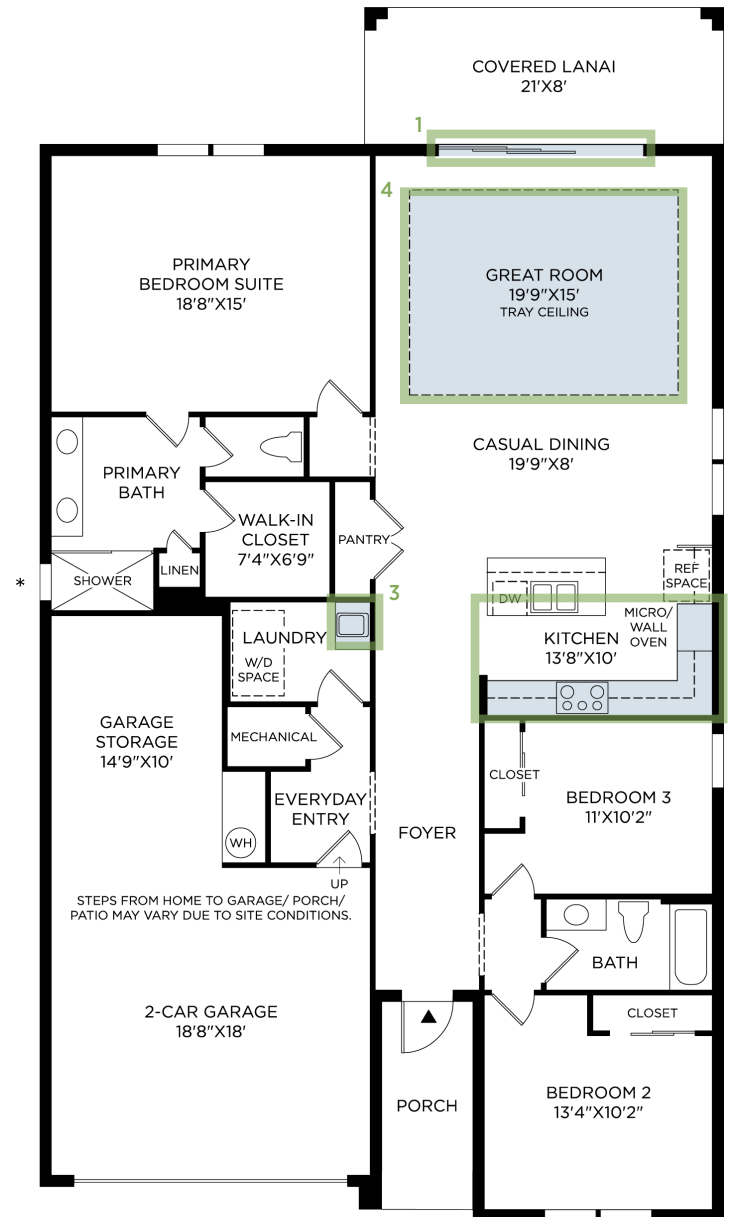 COVERED LANAI
21'X8'
1
4
PRIMARY
BEDROOM SUITE
18'8"X15'
GREAT ROOM
19'9"X15'
TRAY CEILING
CASUAL DINING
19'9"X8'
PRIMARY
BATH
WALK-IN
CLOSET
7'4"X6'9"
PANTRY
LINEN
SHOWER
*
REF
SPACE
3
DW
MICRO/
WALL
OVEN
KITCHEN
13'8"X10'
LAUNDRY
W/D
SPACE
GARAGE
STORAGE
14'9"X10'
MECHANICAL
CLOSET
BEDROOM 3
11'X10'2"
EVERYDAY
ENTRY
FOYER
WH
UP
STEPS FROM HOME TO GARAGE/ PORCH/
PATIO MAY VARY DUE TO SITE CONDITIONS.
BATH
2-CAR GARAGE
18'8"X18'
CLOSET
PORCH
BEDROOM 2
13'4"X10'2"